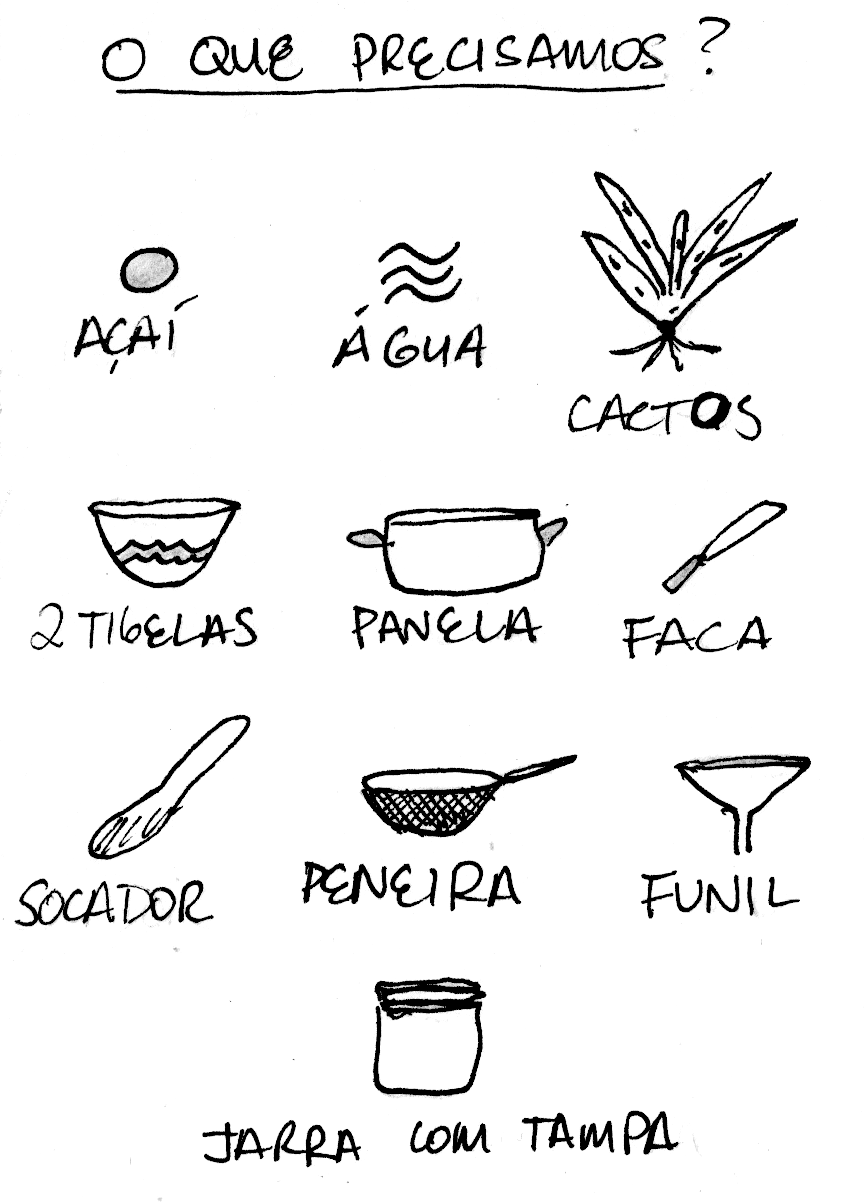 O QUE PRECISAMOS?
AÇAÍ
ÁGUA
CACTOS
2 TIGELAS
PANELA
FACA
SOCADOR
PENEIRA
FUNIL
JARRA COM TAMPA